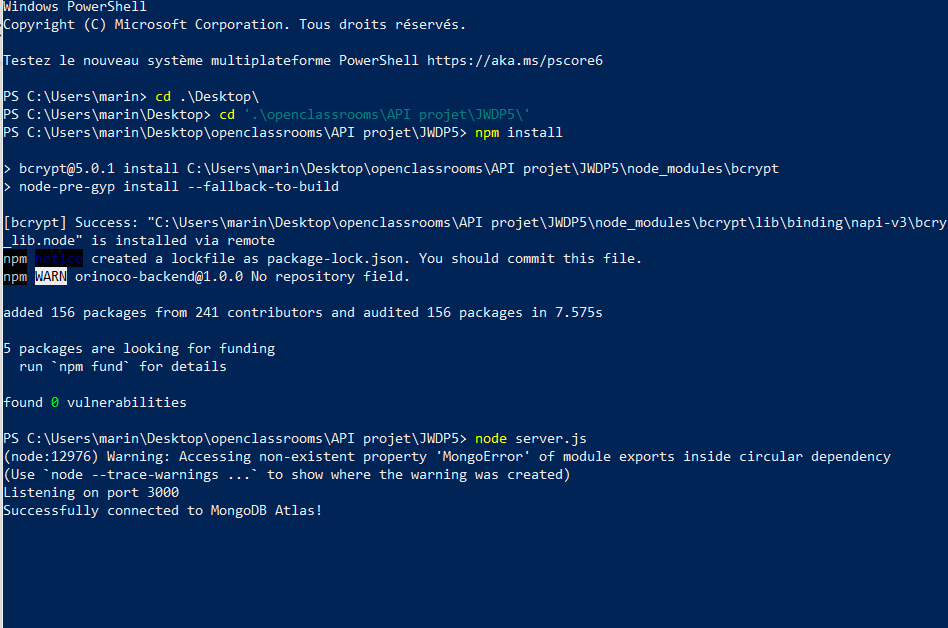 Windows PowerShell
Copyright (C) Microsoft Corporation. Tous droits réservés.
Testez le nouveau système multiplateforme PowerShell https://aka.ms/pscore6
PS C:\Users\marin> cd .\Desktop\
PS C:\Users\marin\Desktop> cd '.\openclassrooms\API projet\JWDP5\'
PS C:\Users\marin\Desktop\openclassrooms\API projet\JWDP5> npm install
> bcrypt@5.0.1 install C:\Users\marin\Desktop\openclassrooms\API projet\JWDP5\node_modules\bcrypt
> node-pre-gyp install --fallback-to-build
[bcrypt] Success: "C:\Users\marin\Desktop\openclassrooms\API projet\JWDP5\node_modules\bcrypt\lib\binding\napi-v3\bcry
_lib.node" is installed via remote
npm notice created a lockfile as package-lock.json. You should commit this file.
npm WARN orinoco-backend@1.0.0 No repository field.
added 156 packages from 241 contributors and audited 156 packages in 7.575s
5 packages are looking for funding
  run `npm fund` for details
found 0 vulnerabilities
PS C:\Users\marin\Desktop\openclassrooms\API projet\JWDP5> node server.js
(node:12976) Warning: Accessing non-existent property 'MongoError' of module exports inside circular dependency
(Use `node --trace-warnings ...` to show where the warning was created)
Listening on port 3000
Successfully connected to MongoDB Atlas!